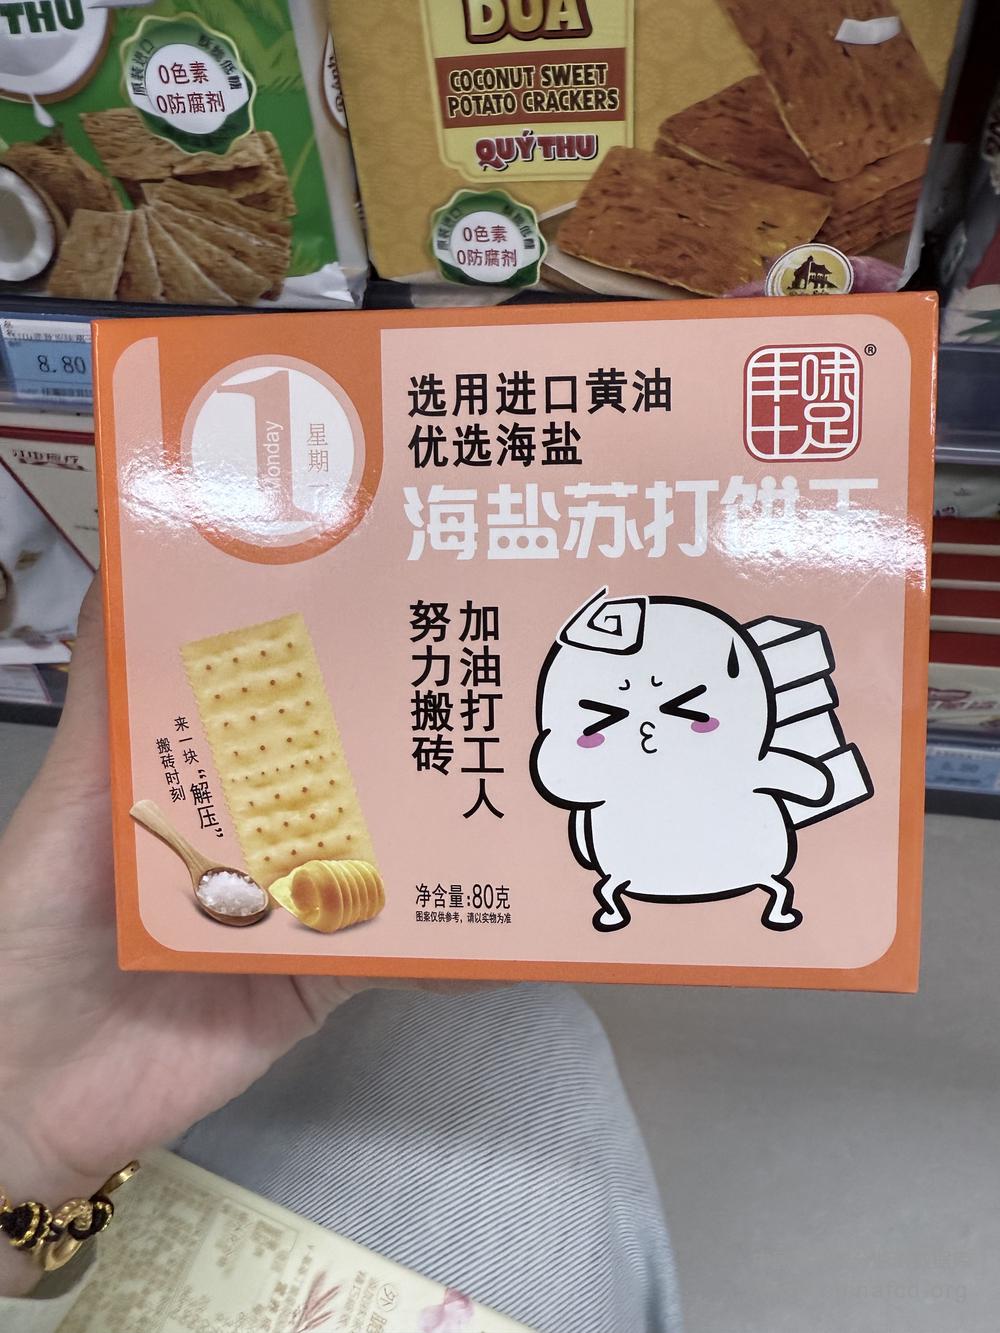 THU
0色素
0防腐剂
DUA
COCONUT SWEET
POTATO CRACKERS
QUÝ THU
0色素
0防腐剂
8.80
1
Monday
星期一
选用进口黄油
优选海盐
丰味
十足
®
海盐苏打饼干
加油打工人
努力搬砖
来一块“解压”
搬砖时刻
净含量:80克
图案仅供参考，请以实物为准